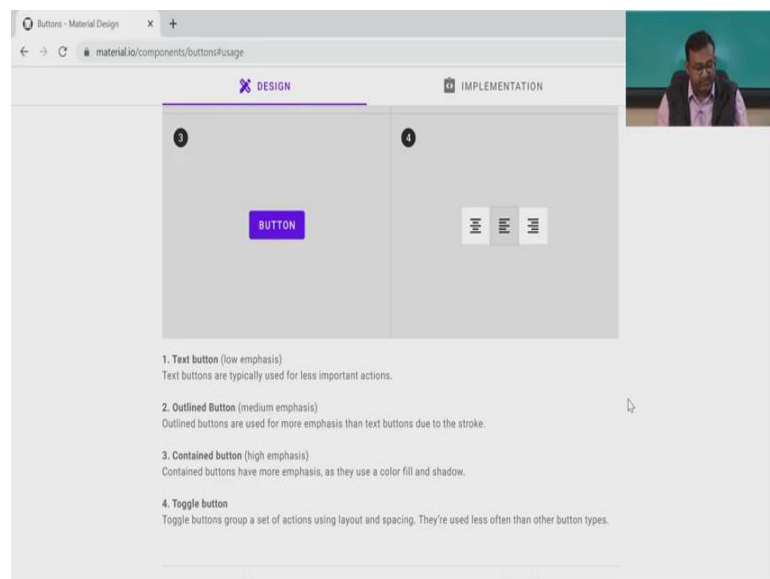 Buttons - Material Design
material.io/components/buttons#usage
DESIGN
IMPLEMENTATION
3
4
BUTTON
1. Text button (low emphasis)
Text buttons are typically used for less important actions.
2. Outlined Button (medium emphasis)
Outlined buttons are used for more emphasis than text buttons due to the stroke.
3. Contained button (high emphasis)
Contained buttons have more emphasis, as they use a color fill and shadow.
4. Toggle button
Toggle buttons group a set of actions using layout and spacing. They're used less often than other button types.